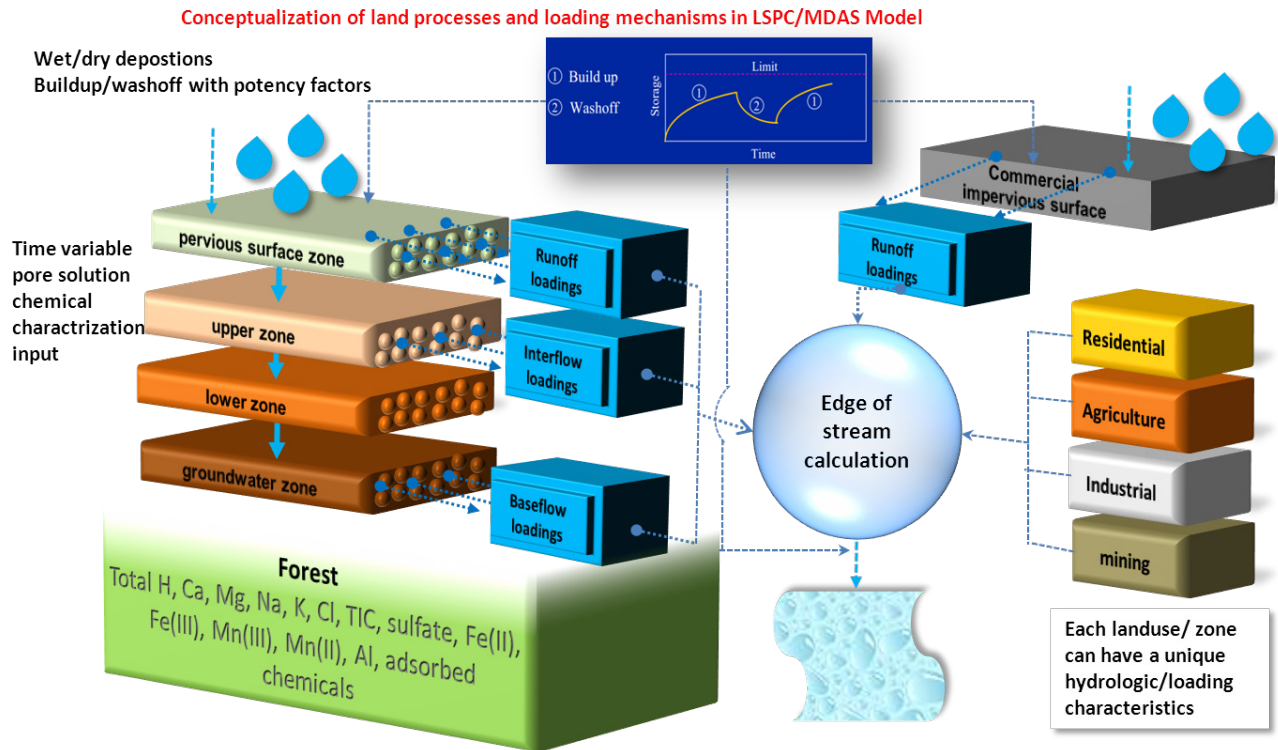 Conceptualization of land processes and loading mechanisms in LSPC/MDAS Model
Wet/dry depostions
Buildup/washoff with potency factors
① Build up
② Washoff
Storage
Limit
①
②
①
Time
Commercial
impervious surface
pervious surface zone
Runoff
loadings
Runoff
loadings
Time variable
pore solution
chemical
charactrization
input
upper zone
Interflow
loadings
lower zone
groundwater zone
Baseflow
loadings
Edge of
stream
calculation
Residential
Agriculture
Industrial
mining
Forest
Total H, Ca, Mg, Na, K, Cl, TIC, sulfate, Fe(II),
Fe(III), Mn(III), Mn(II), Al, adsorbed
chemicals
Each landuse/ zone
can have a unique
hydrologic/loading
characteristics